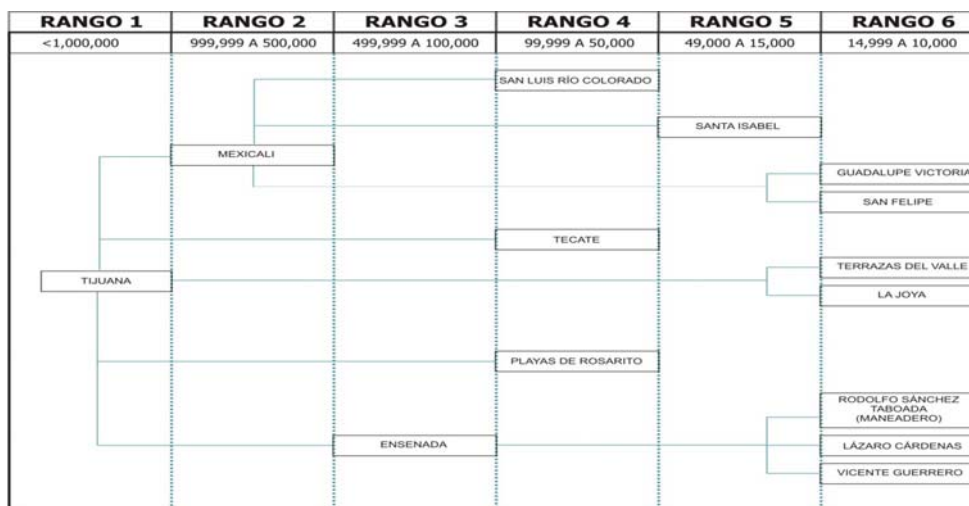 RANGO 1 RANGO 2 RANGO 3 RANGO 4 RANGO 5 RANGO 6
<1,000,000 999,999 A 500,000 499,999 A 100,000 99,999 A 50,000 49,000 A 15,000 14,999 A 10,000
SAN LUIS RÍO COLORADO
SANTA ISABEL
MEXICALI
GUADALUPE VICTORIA
SAN FELIPE
TECATE
TERRAZAS DEL VALLE
TIJUANA
LA JOYA
PLAYAS DE ROSARITO
RODOLFO SÁNCHEZ
TABOADA
(MANEADERO)
ENSENADA
LÁZARO CÁRDENAS
VICENTE GUERRERO